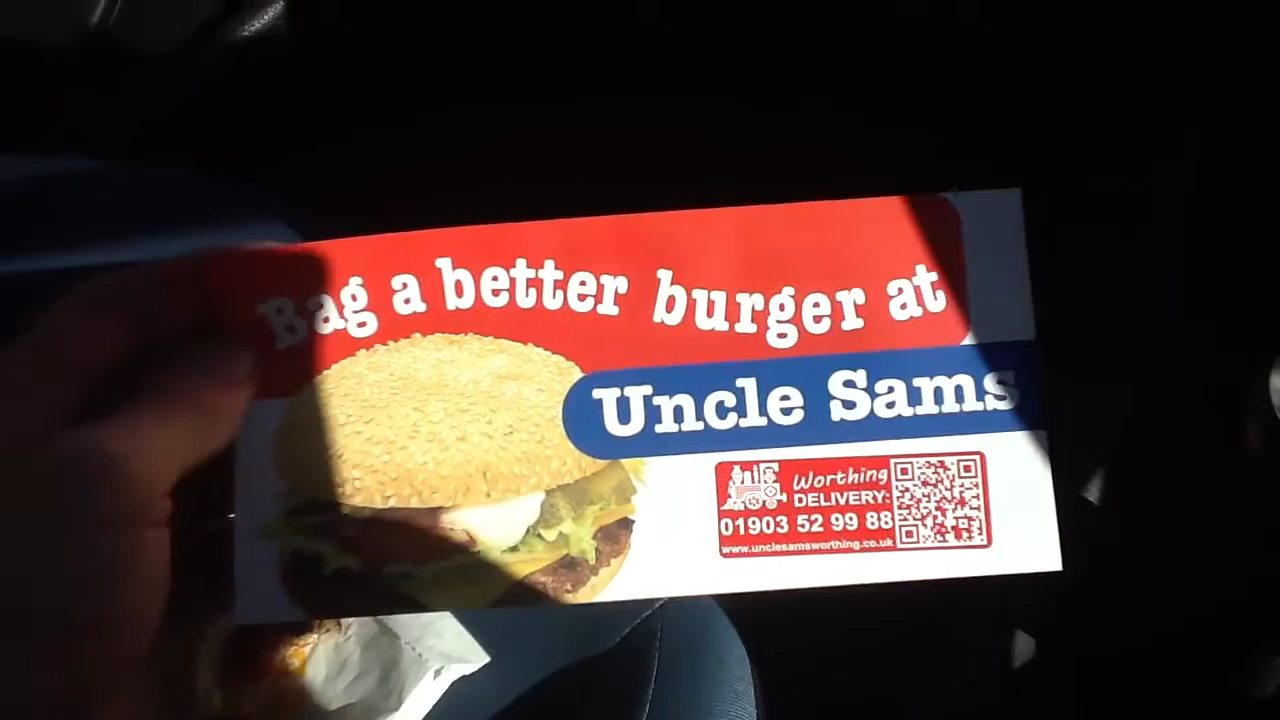 Bag a better burger at
Uncle Sams
Worthing
DELIVERY:
01903 52 99 88
www.unclesamsworthing.co.uk